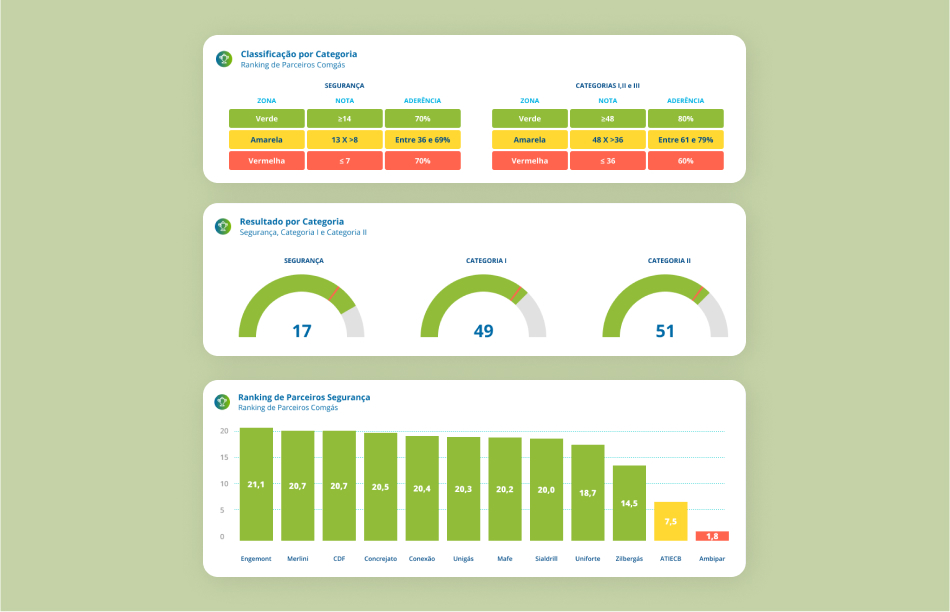 Classificação por Categoria
Ranking de Parceiros Comgás
SEGURANÇA
ZONA NOTA ADERÊNCIA
Verde ≥14 70%
Amarela 13 X >8 Entre 36 e 69%
Vermelha ≤ 7 70%
CATEGORIAS I,II e III
ZONA NOTA ADERÊNCIA
Verde ≥48 80%
Amarela 48 X >36 Entre 61 e 79%
Vermelha ≤ 36 60%
Resultado por Categoria
Segurança, Categoria I e Categoria II
SEGURANÇA CATEGORIA I CATEGORIA II
17 49 51
Ranking de Parceiros Segurança
Ranking de Parceiros Comgás
20
15
10
5
0
21,1 20,7 20,7 20,5 20,4 20,3 20,2 20,0 18,7 14,5 7,5 1,8
Engemont Merlini CDF Concrejato Conexão Unigás Mafe Sialdrill Uniforte Zilbergás ATIECB Ambipar